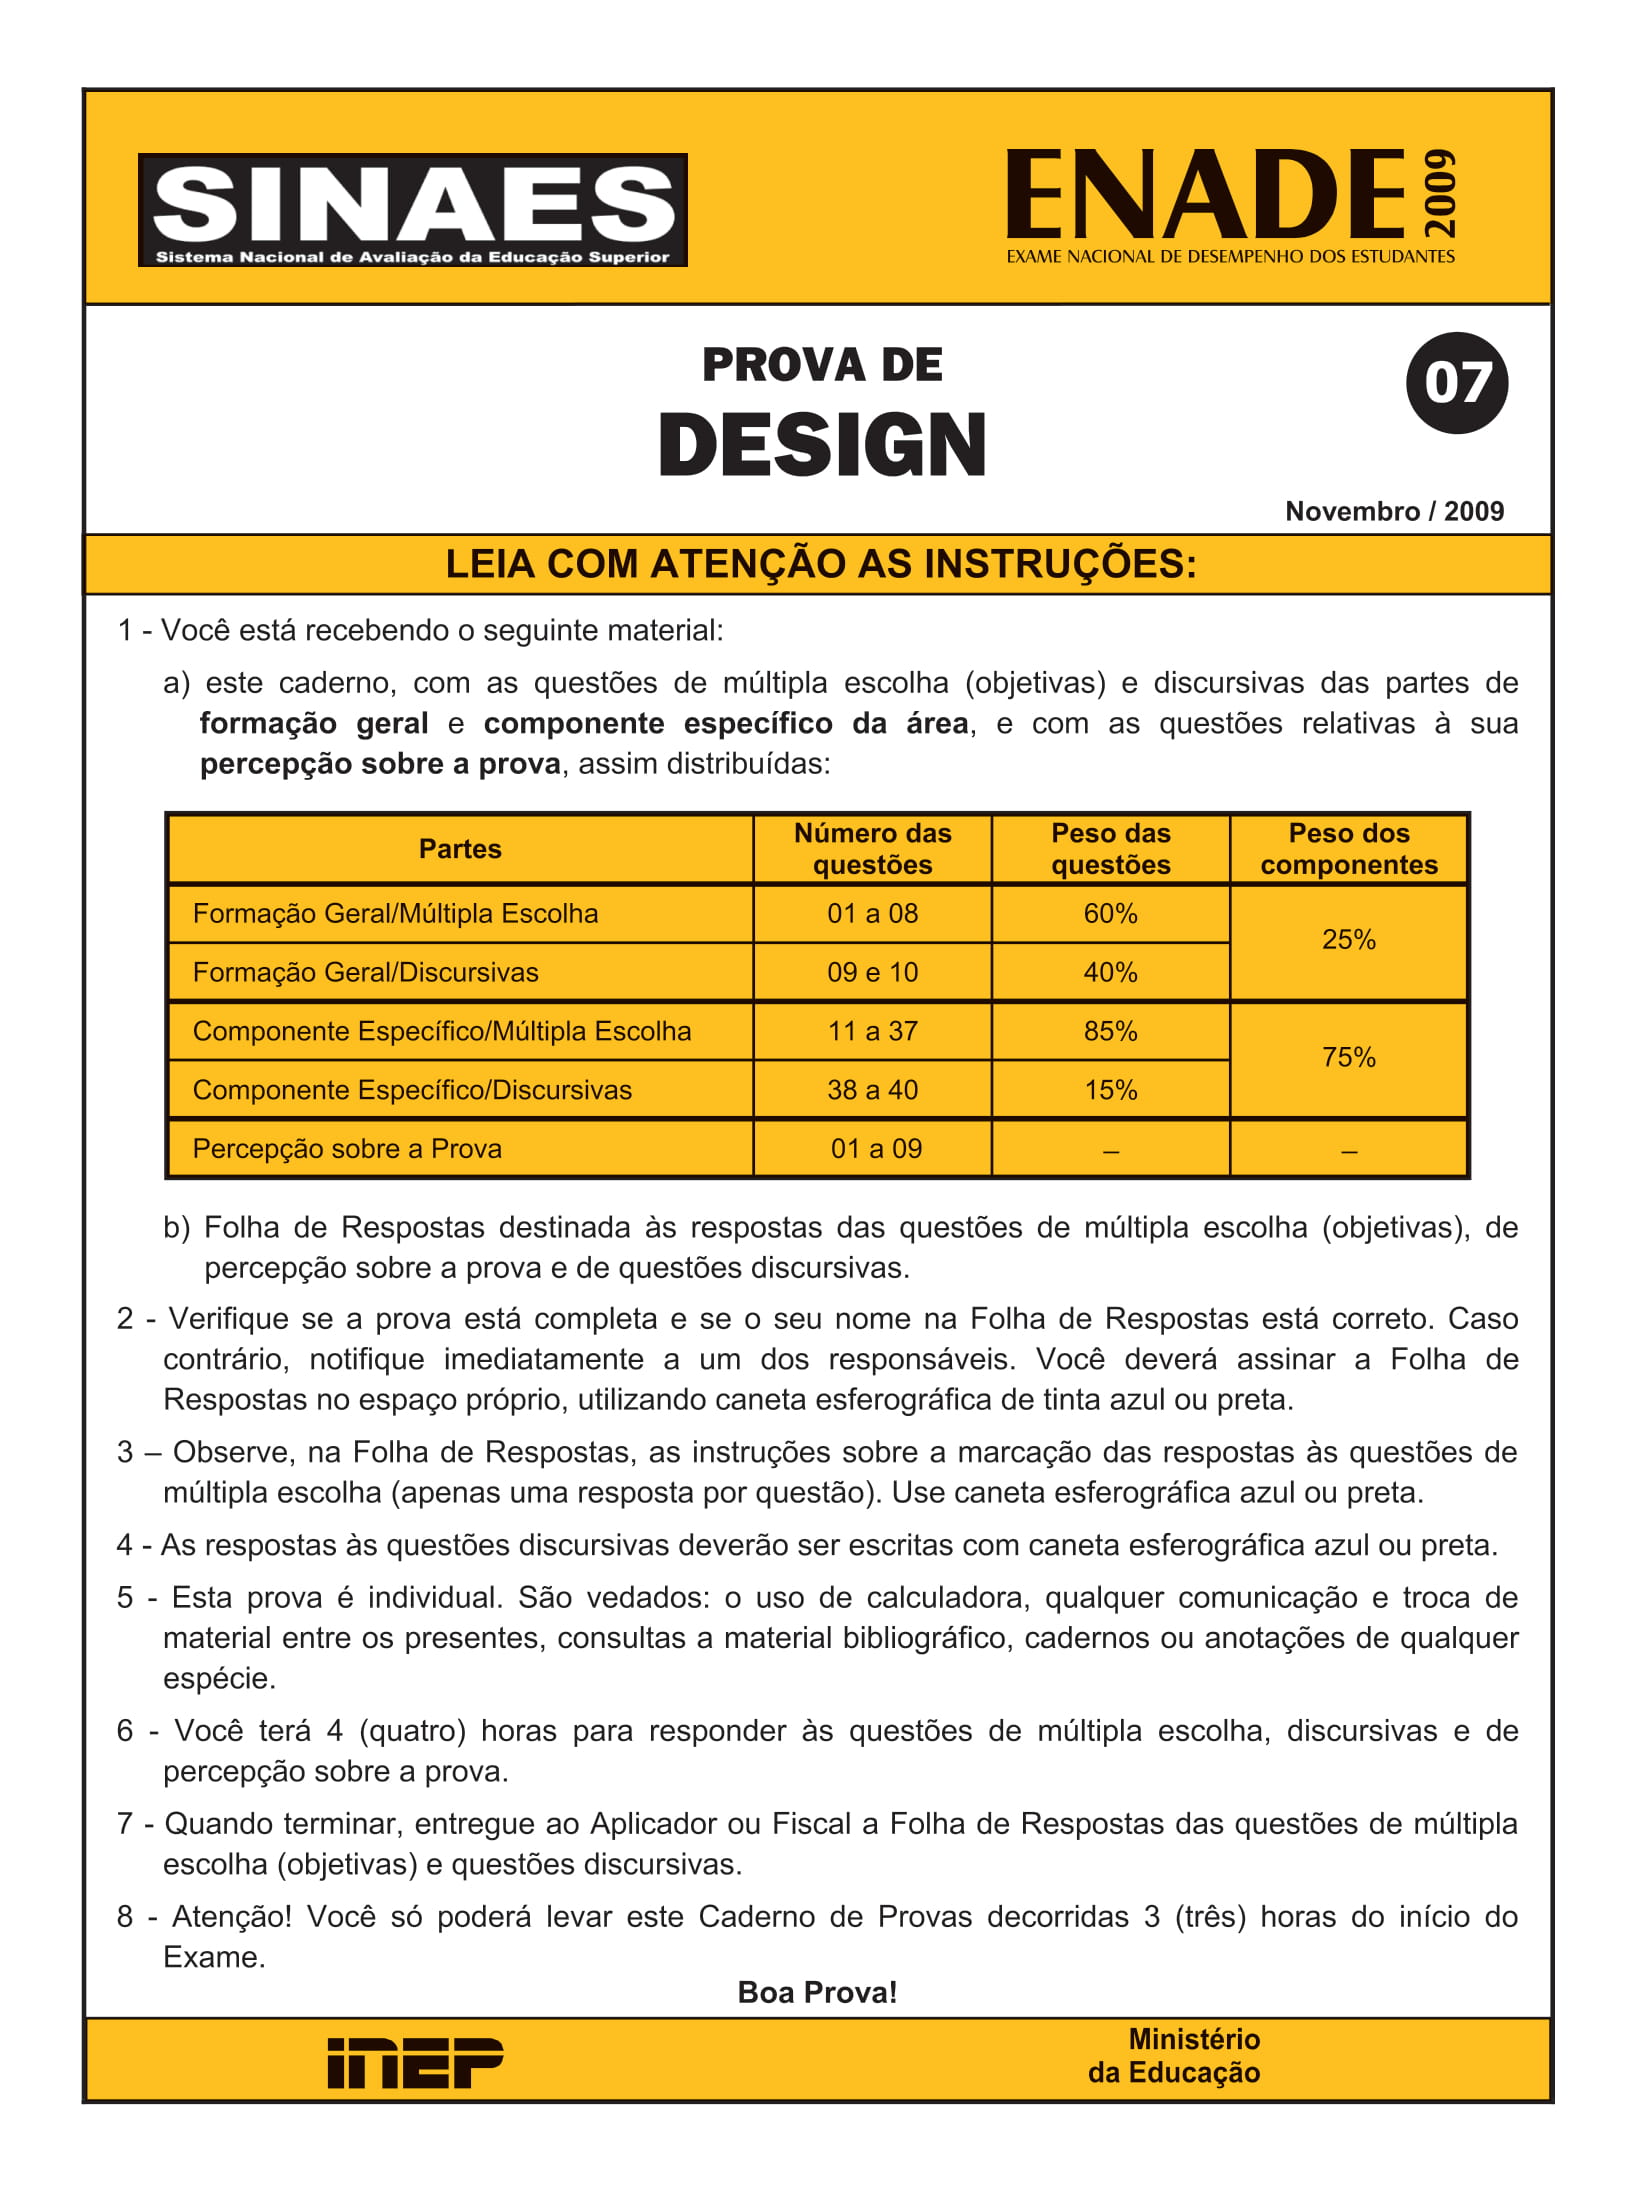 SINAES
Sistema Nacional de Avaliação da Educação Superior
ENADE 2009
EXAME NACIONAL DE DESEMPENHO DOS ESTUDANTES
PROVA DE
DESIGN
07
Novembro / 2009
LEIA COM ATENÇÃO AS INSTRUÇÕES:
1 - Você está recebendo o seguinte material:
a) este caderno, com as questões de múltipla escolha (objetivas) e discursivas das partes de
formação geral e componente específico da área, e com as questões relativas à sua
percepção sobre a prova, assim distribuídas:
Partes Número das questões Peso das questões Peso dos componentes
Formação Geral/Múltipla Escolha 01 a 08 60% 25%
Formação Geral/Discursivas 09 e 10 40%
Componente Específico/Múltipla Escolha 11 a 37 85% 75%
Componente Específico/Discursivas 38 a 40 15%
Percepção sobre a Prova 01 a 09 – –
b) Folha de Respostas destinada às respostas das questões de múltipla escolha (objetivas), de
percepção sobre a prova e de questões discursivas.
2 - Verifique se a prova está completa e se o seu nome na Folha de Respostas está correto. Caso
contrário, notifique imediatamente a um dos responsáveis. Você deverá assinar a Folha de
Respostas no espaço próprio, utilizando caneta esferográfica de tinta azul ou preta.
3 – Observe, na Folha de Respostas, as instruções sobre a marcação das respostas às questões de
múltipla escolha (apenas uma resposta por questão). Use caneta esferográfica azul ou preta.
4 - As respostas às questões discursivas deverão ser escritas com caneta esferográfica azul ou preta.
5 - Esta prova é individual. São vedados: o uso de calculadora, qualquer comunicação e troca de
material entre os presentes, consultas a material bibliográfico, cadernos ou anotações de qualquer
espécie.
6 - Você terá 4 (quatro) horas para responder às questões de múltipla escolha, discursivas e de
percepção sobre a prova.
7 - Quando terminar, entregue ao Aplicador ou Fiscal a Folha de Respostas das questões de múltipla
escolha (objetivas) e questões discursivas.
8 - Atenção! Você só poderá levar este Caderno de Provas decorridas 3 (três) horas do início do
Exame.
Boa Prova!
INEP
Ministério
da Educação